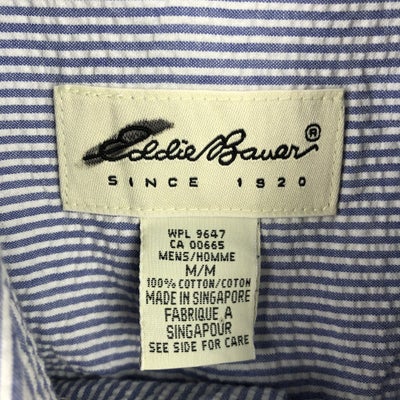 Eddie Bauer®
SINCE 1920
WPL 9647
CA 00665
MENS/HOMME
M/M
100% COTTON/COTON
MADE IN SINGAPORE
FABRIQUE A
SINGAPOUR
SEE SIDE FOR CARE